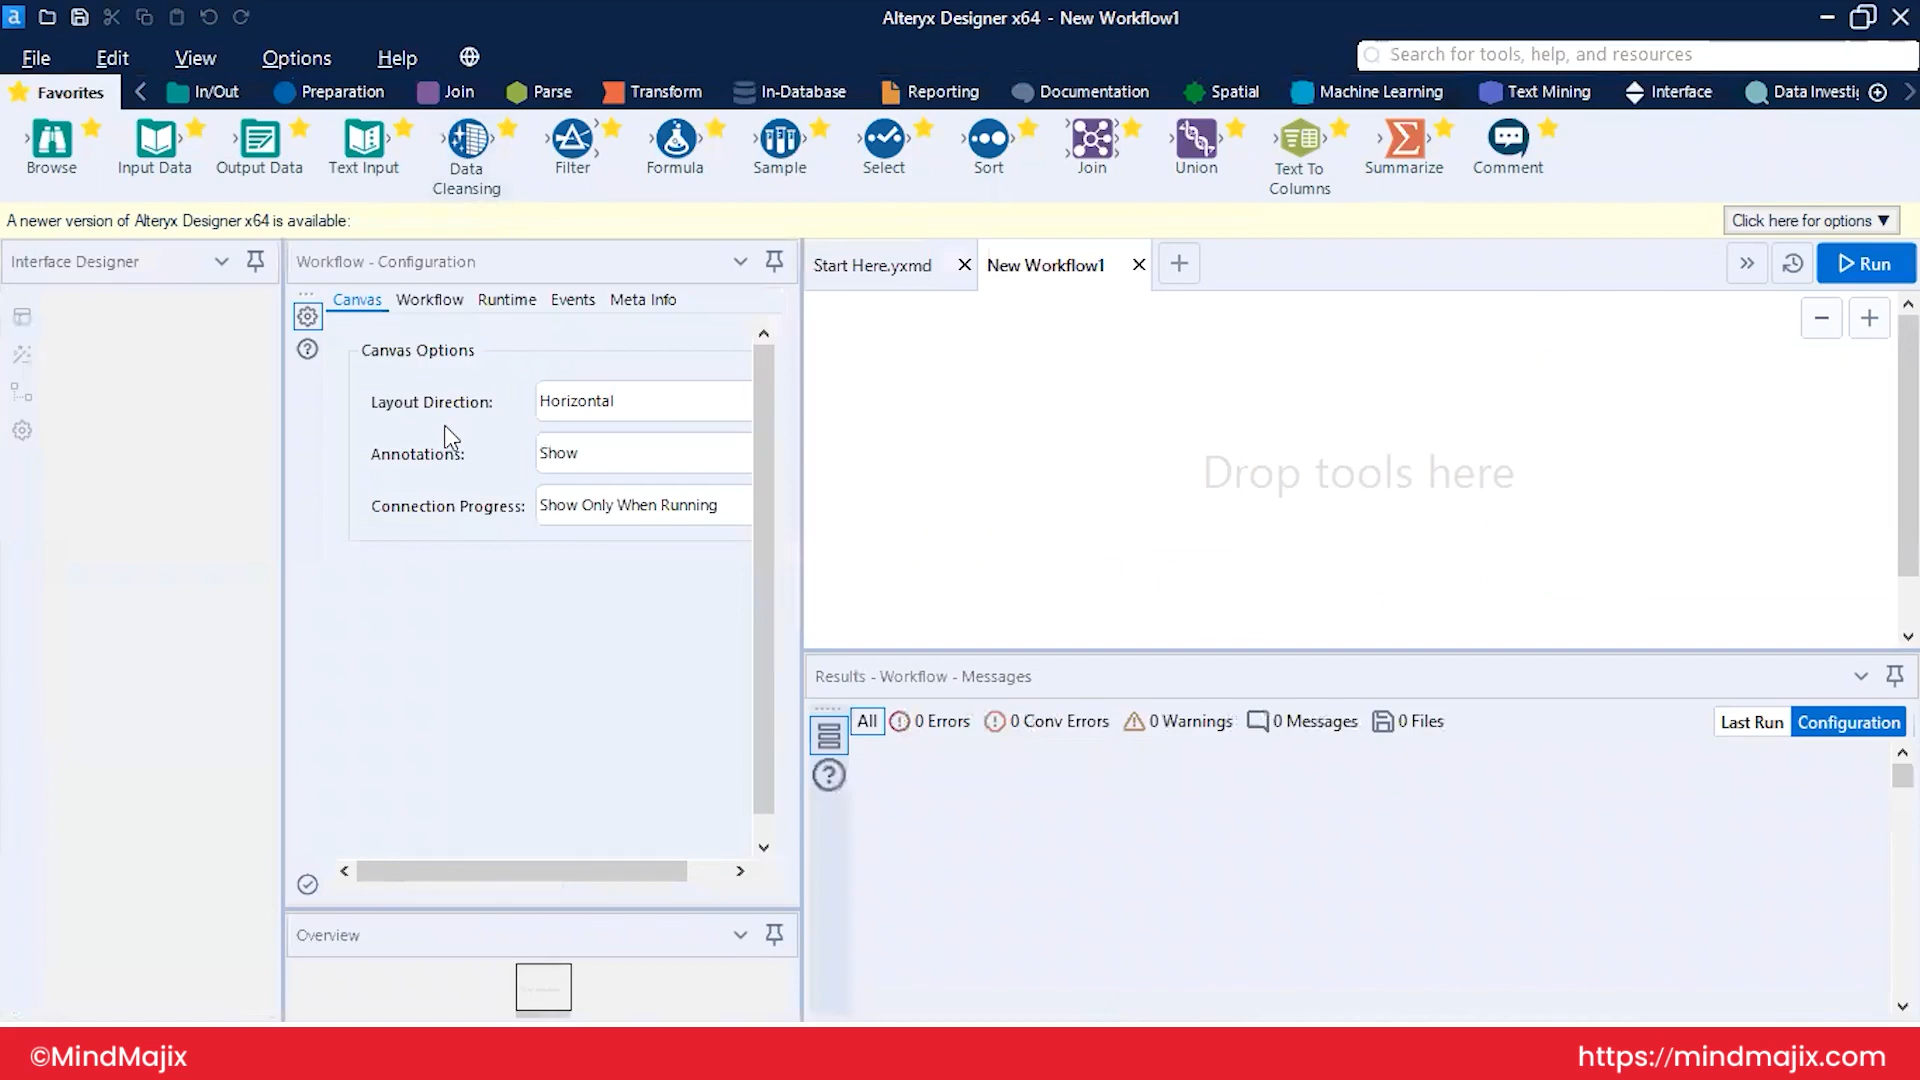 a
Alteryx Designer x64 - New Workflow1
File Edit View Options Help
Search for tools, help, and resources
Favorites In/Out Preparation Join Parse Transform In-Database Reporting Documentation Spatial Machine Learning Text Mining Interface Data Investi
Browse Input Data Output Data Text Input Data Cleansing Filter Formula Sample Select Sort Join Union Text To Columns Summarize Comment
A newer version of Alteryx Designer x64 is available:
Click here for options ▼
Interface Designer
Workflow - Configuration
Start Here.yxmd
New Workflow1
Run
Canvas Workflow Runtime Events Meta Info
Canvas Options
Layout Direction: Horizontal
Annotations: Show
Connection Progress: Show Only When Running
Drop tools here
Results - Workflow - Messages
All 0 Errors 0 Conv Errors 0 Warnings 0 Messages 0 Files
Last Run Configuration
Overview
©MindMajix
https://mindmajix.com